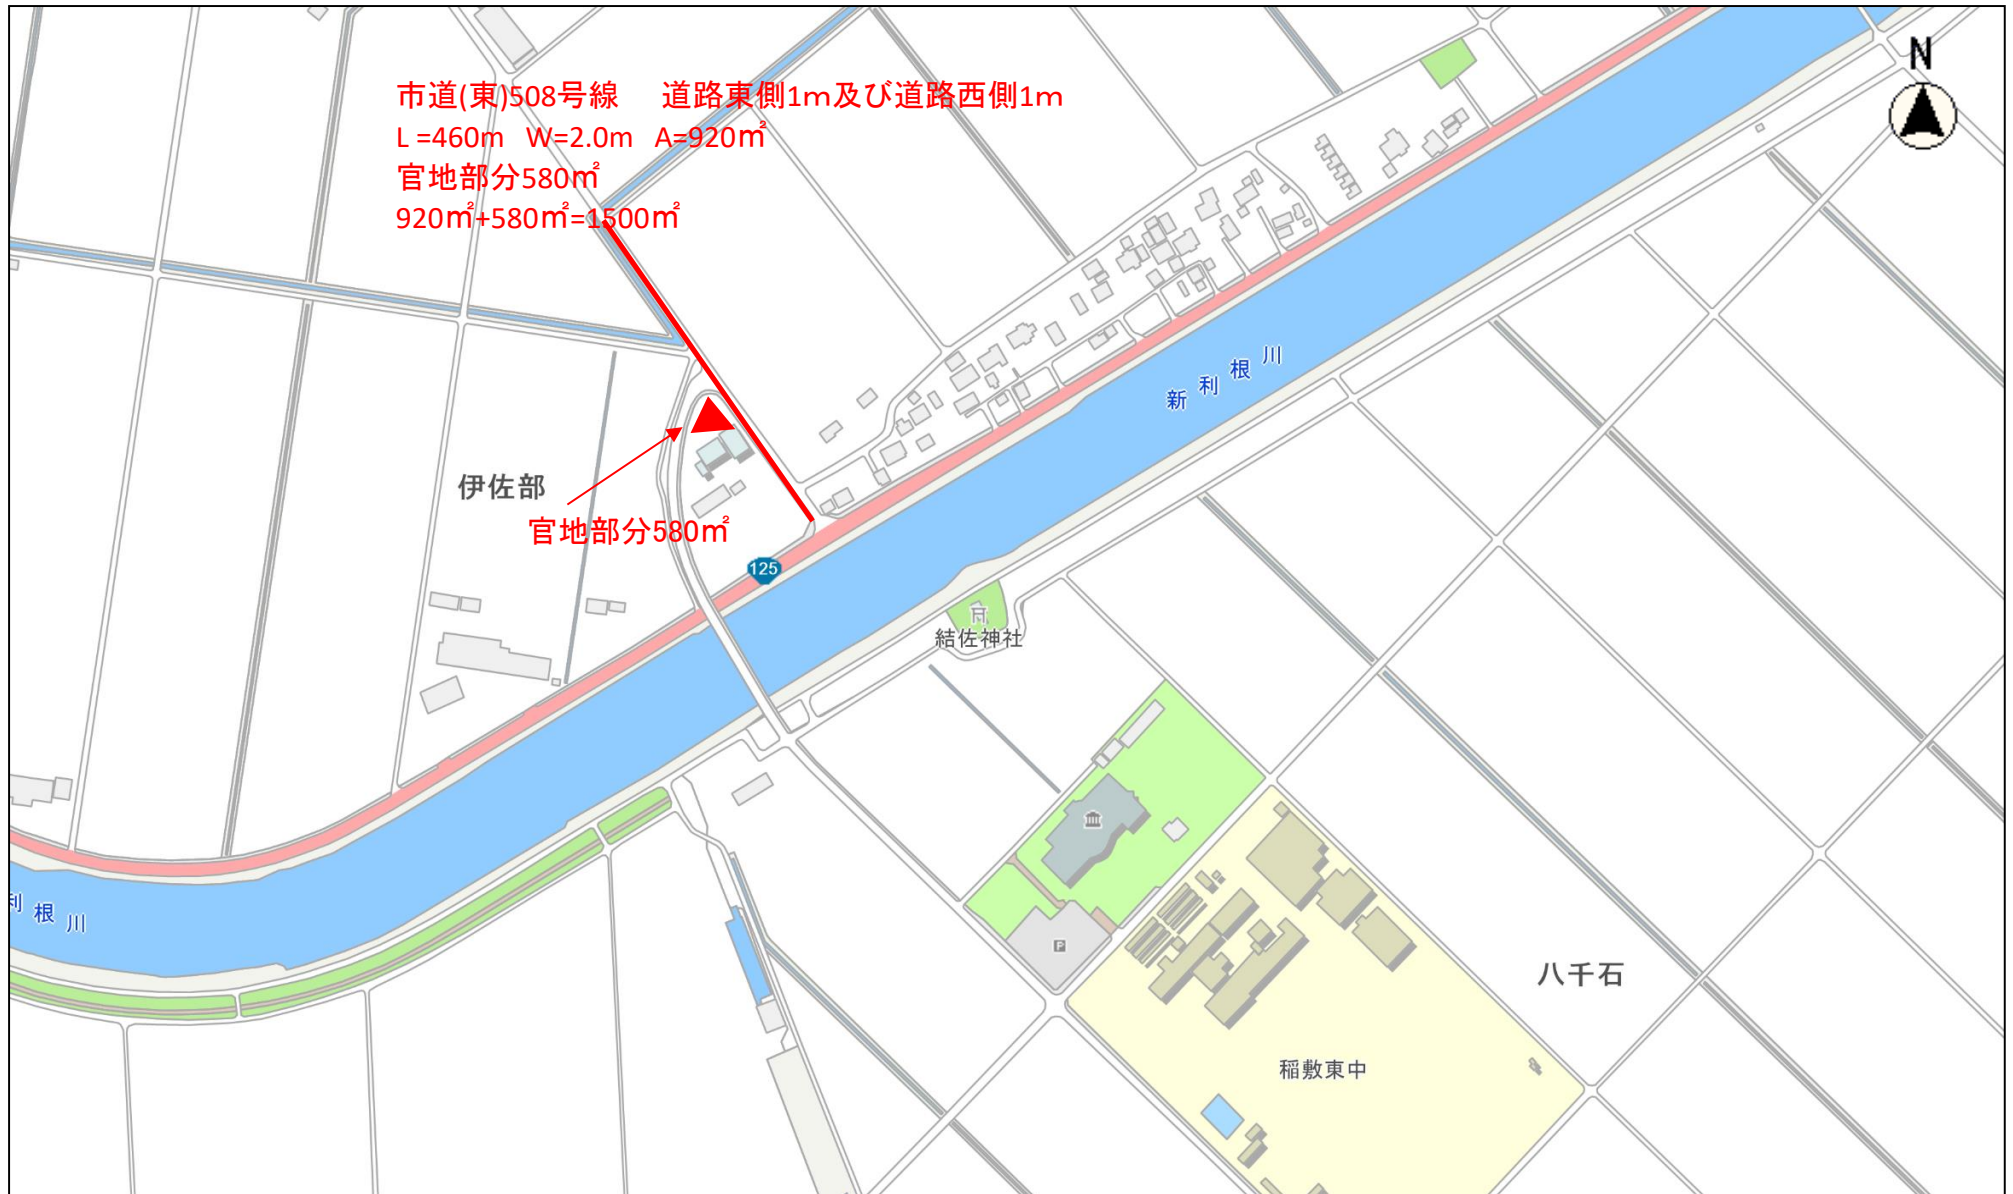 N
市道(東)508号線　道路東側1m及び道路西側1m
L=460m W=2.0m A=920㎡
官地部分580㎡
920㎡+580㎡=1500㎡
新利根川
伊佐部
官地部分580㎡
125
結佐神社
利根川
P
八千石
稲敷東中